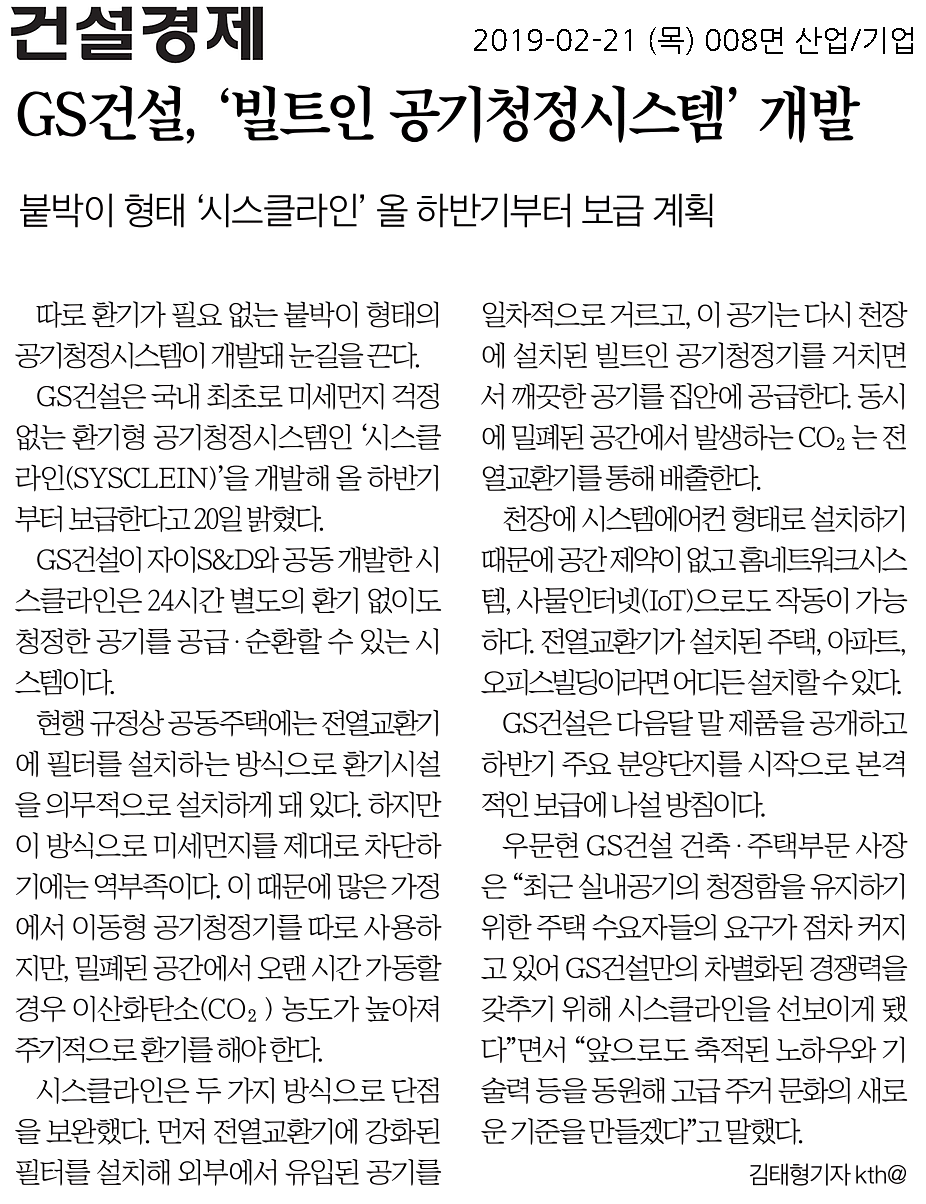 건설경제
2019-02-21 (목) 008면 산업/기업
GS건설, ‘빌트인 공기청정시스템’ 개발
붙박이 형태 ‘시스클라인’ 올 하반기부터 보급 계획
따로 환기가 필요 없는 붙박이 형태의
공기청정시스템이 개발돼 눈길을 끈다.
GS건설은 국내 최초로 미세먼지 걱정
없는 환기형 공기청정시스템인 ‘시스클
라인(SYSCLEIN)’을 개발해 올 하반기
부터 보급한다고 20일 밝혔다.
GS건설이 자이S&D와 공동 개발한 시
스클라인은 24시간 별도의 환기 없이도
청정한 공기를 공급·순환할 수 있는 시
스템이다.
현행 규정상 공동주택에는 전열교환기
에 필터를 설치하는 방식으로 환기시설
을 의무적으로 설치하게 돼 있다. 하지만
이 방식으로 미세먼지를 제대로 차단하
기에는 역부족이다. 이 때문에 많은 가정
에서 이동형 공기청정기를 따로 사용하
지만, 밀폐된 공간에서 오랜 시간 가동할
경우 이산화탄소(CO₂ ) 농도가 높아져
주기적으로 환기를 해야 한다.
시스클라인은 두 가지 방식으로 단점
을 보완했다. 먼저 전열교환기에 강화된
필터를 설치해 외부에서 유입된 공기를
일차적으로 거르고, 이 공기는 다시 천장
에 설치된 빌트인 공기청정기를 거치면
서 깨끗한 공기를 집안에 공급한다. 동시
에 밀폐된 공간에서 발생하는 CO₂ 는 전
열교환기를 통해 배출한다.
천장에 시스템에어컨 형태로 설치하기
때문에 공간 제약이 없고 홈네트워크시스
템, 사물인터넷(IoT)으로도 작동이 가능
하다. 전열교환기가 설치된 주택, 아파트,
오피스빌딩이라면 어디든 설치할 수 있다.
GS건설은 다음달 말 제품을 공개하고
하반기 주요 분양단지를 시작으로 본격
적인 보급에 나설 방침이다.
우문현 GS건설 건축·주택부문 사장
은 “최근 실내공기의 청정함을 유지하기
위한 주택 수요자들의 요구가 점차 커지
고 있어 GS건설만의 차별화된 경쟁력을
갖추기 위해 시스클라인을 선보이게 됐
다”면서 “앞으로도 축적된 노하우와 기
술력 등을 동원해 고급 주거 문화의 새로
운 기준을 만들겠다”고 말했다.
김태형기자 kth@